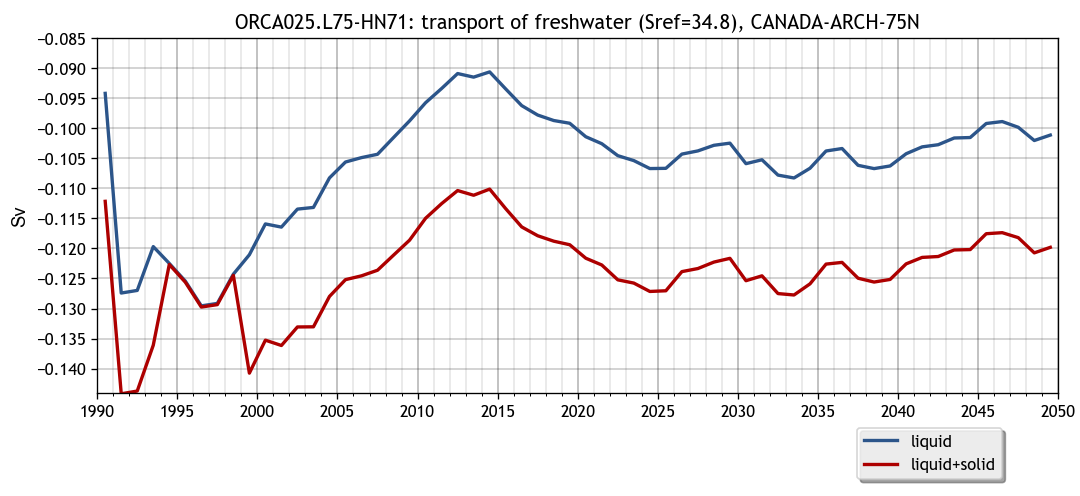 ORCA025.L75-HN71: transport of freshwater (Sref=34.8), CANADA-ARCH-75N
Sv
−0.085
−0.090
−0.095
−0.100
−0.105
−0.110
−0.115
−0.120
−0.125
−0.130
−0.135
−0.140
1990 1995 2000 2005 2010 2015 2020 2025 2030 2035 2040 2045 2050
liquid
liquid+solid